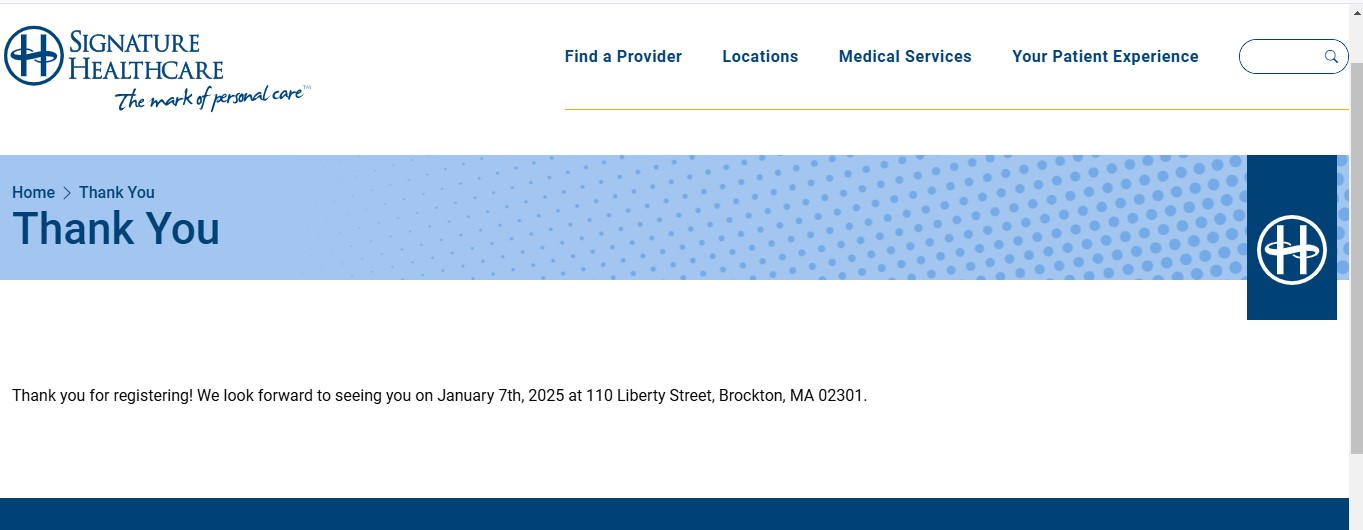 SIGNATURE
HEALTHCARE
The mark of personal care™
Find a Provider Locations Medical Services Your Patient Experience
Home > Thank You
Thank You
Thank you for registering! We look forward to seeing you on January 7th, 2025 at 110 Liberty Street, Brockton, MA 02301.